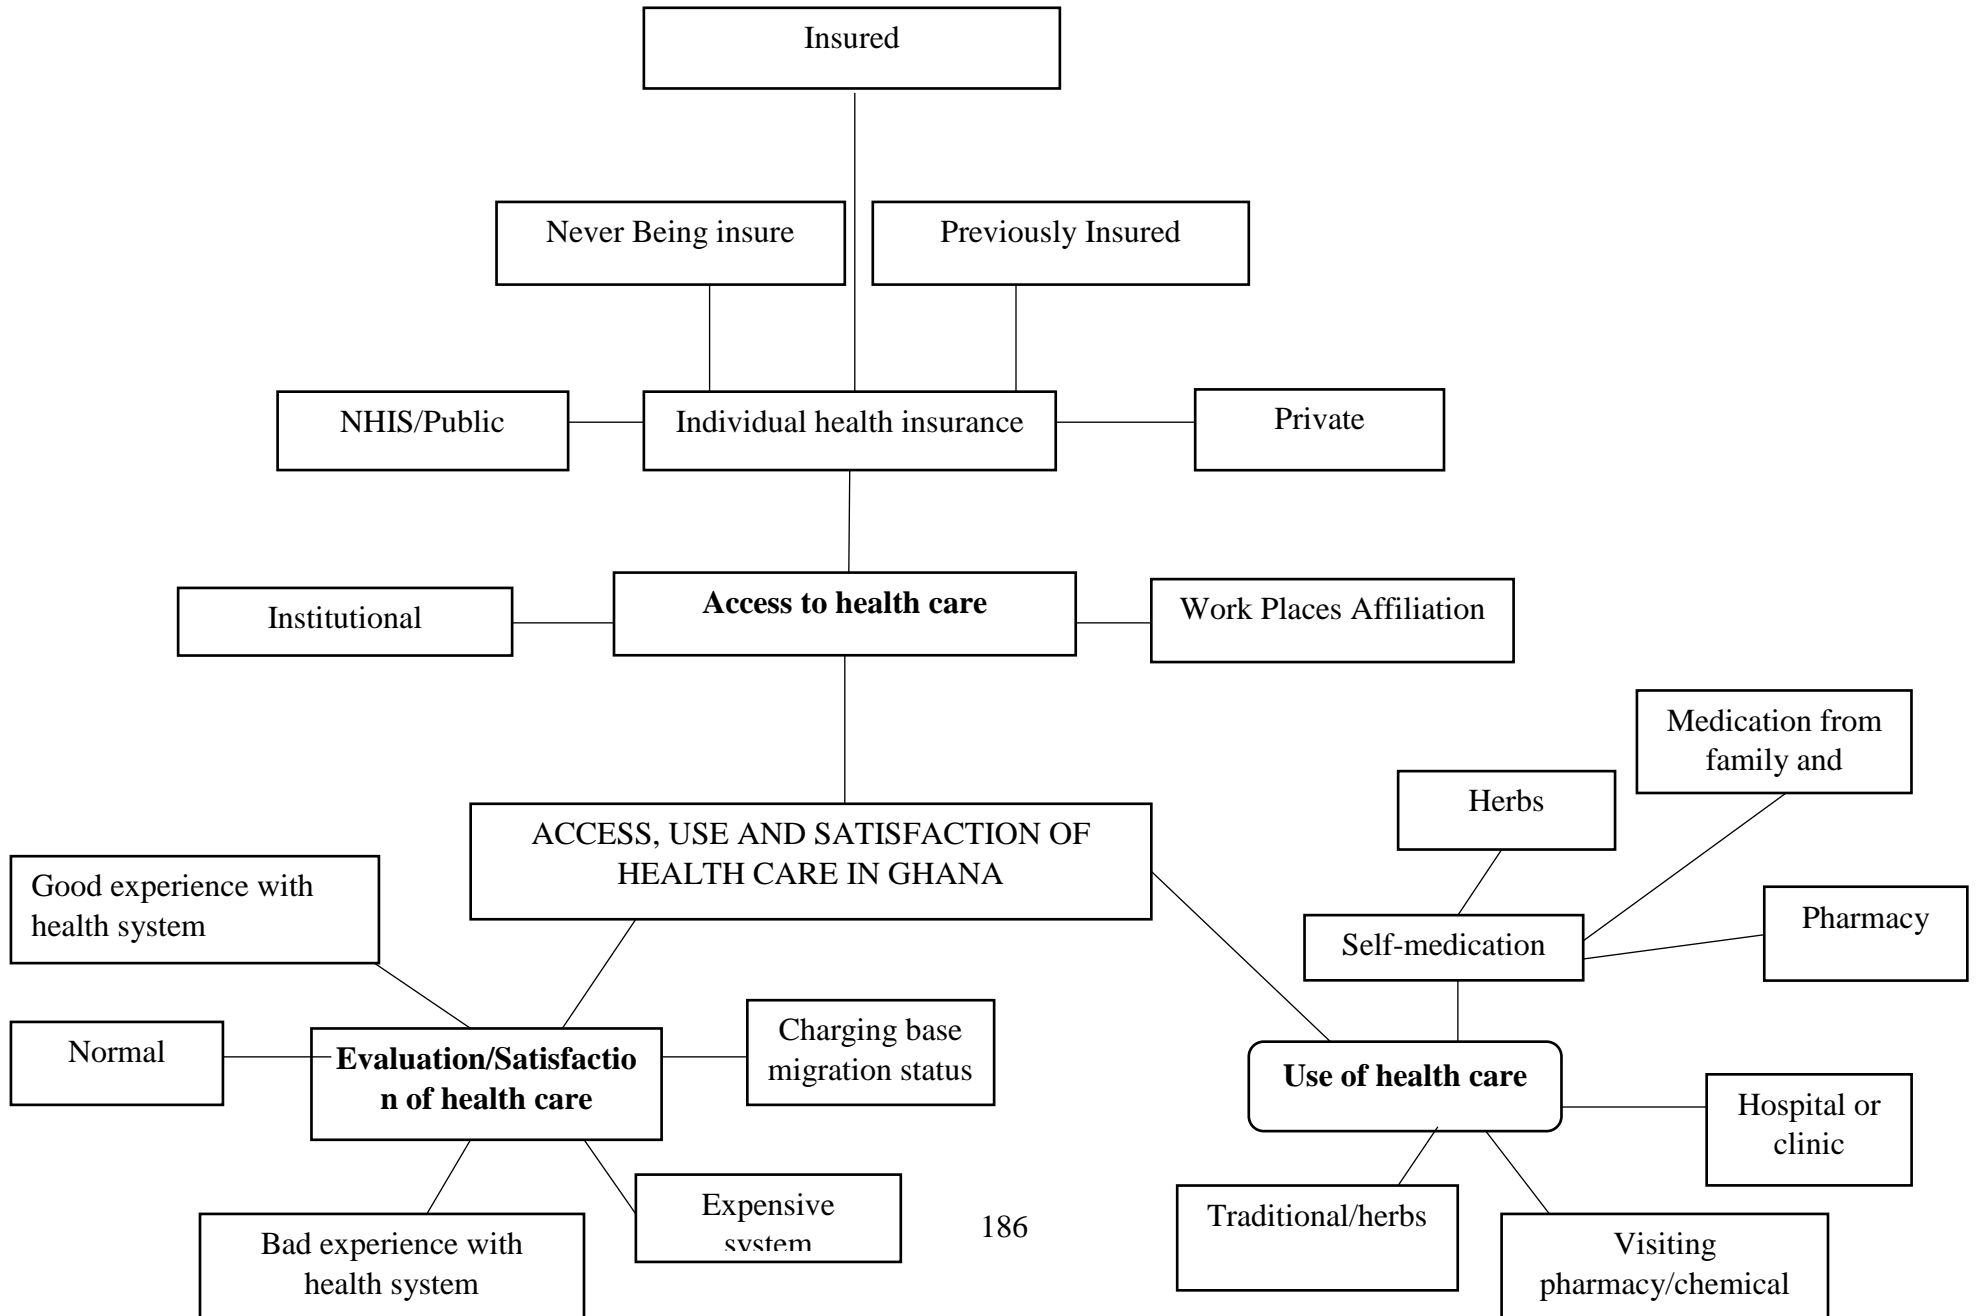 Insured
Never Being insure
Previously Insured
NHIS/Public
Individual health insurance
Private
Institutional
Access to health care
Work Places Affiliation
Medication from
family and
Herbs
ACCESS, USE AND SATISFACTION OF
HEALTH CARE IN GHANA
Good experience with
health system
Self-medication
Pharmacy
Normal
Evaluation/Satisfactio
n of health care
Charging base
migration status
Use of health care
Hospital or
clinic
Expensive
system
Traditional/herbs
Bad experience with
health system
Visiting
pharmacy/chemical
186